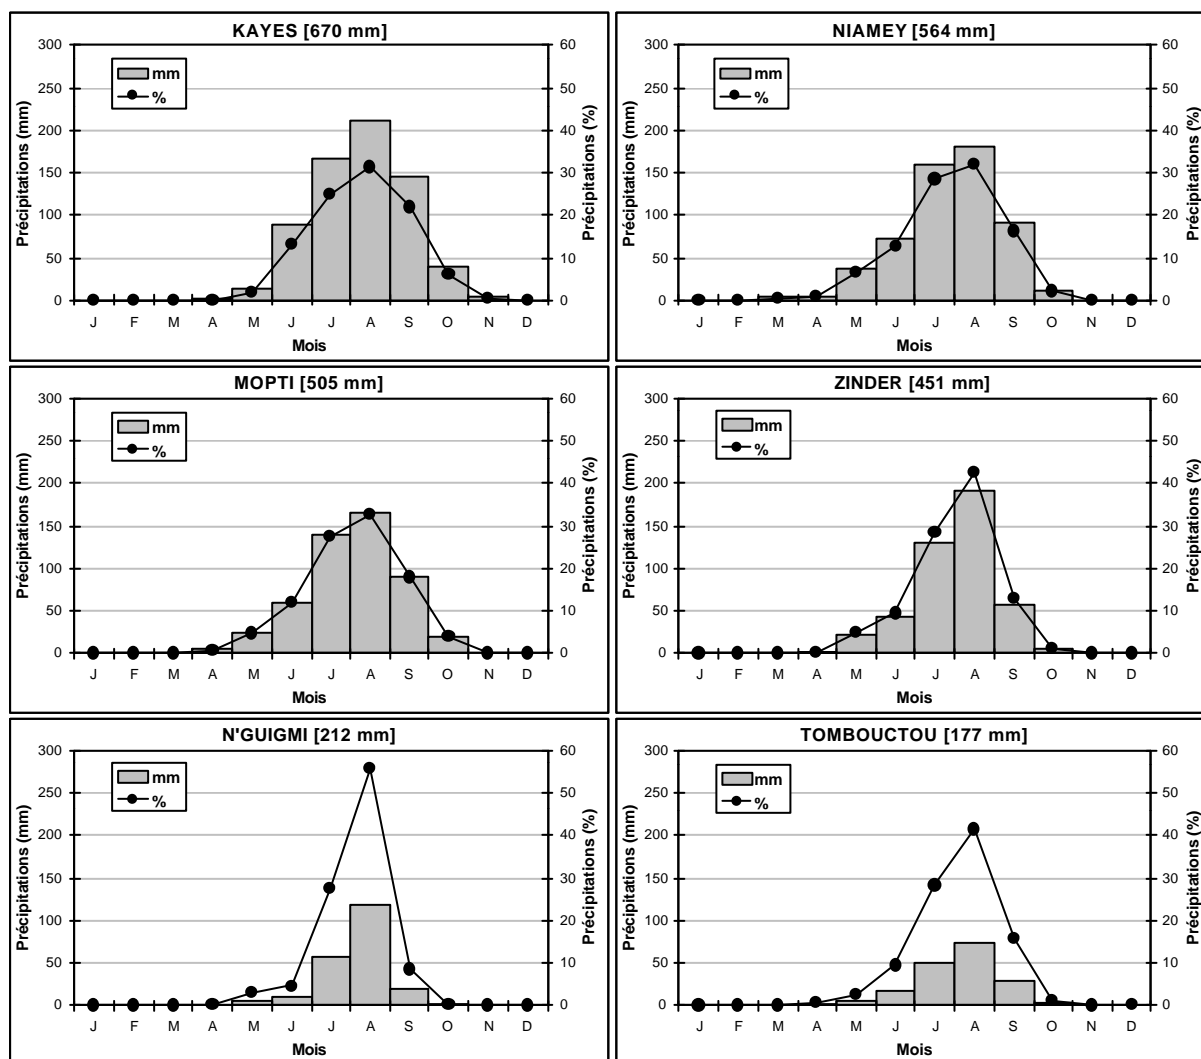 KAYES [670 mm]
300
250
200
150
100
50
0
Précipitations (mm)
mm
%
60
50
40
30
20
10
0
Précipitations (%)
J F M A M J J A S O N D
Mois
NIAMEY [564 mm]
300
250
200
150
100
50
0
Précipitations (mm)
mm
%
60
50
40
30
20
10
0
Précipitations (%)
J F M A M J J A S O N D
Mois
MOPTI [505 mm]
300
250
200
150
100
50
0
Précipitations (mm)
mm
%
60
50
40
30
20
10
0
Précipitations (%)
J F M A M J J A S O N D
Mois
ZINDER [451 mm]
300
250
200
150
100
50
0
Précipitations (mm)
mm
%
60
50
40
30
20
10
0
Précipitations (%)
J F M A M J J A S O N D
Mois
N'GUIGMI [212 mm]
300
250
200
150
100
50
0
Précipitations (mm)
mm
%
60
50
40
30
20
10
0
Précipitations (%)
J F M A M J J A S O N D
Mois
TOMBOUCTOU [177 mm]
300
250
200
150
100
50
0
Précipitations (mm)
mm
%
60
50
40
30
20
10
0
Précipitations (%)
J F M A M J J A S O N D
Mois